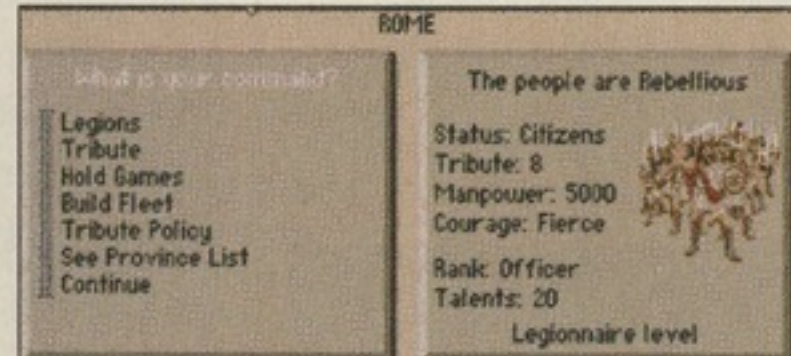 ROME
What is your command?
Legions
Tribute
Hold Games
Build Fleet
Tribute Policy
See Province List
Continue
The people are Rebellious
Status: Citizens
Tribute: 8
Manpower: 5000
Courage: Fierce
Rank: Officer
Talents: 20
Legionnaire level